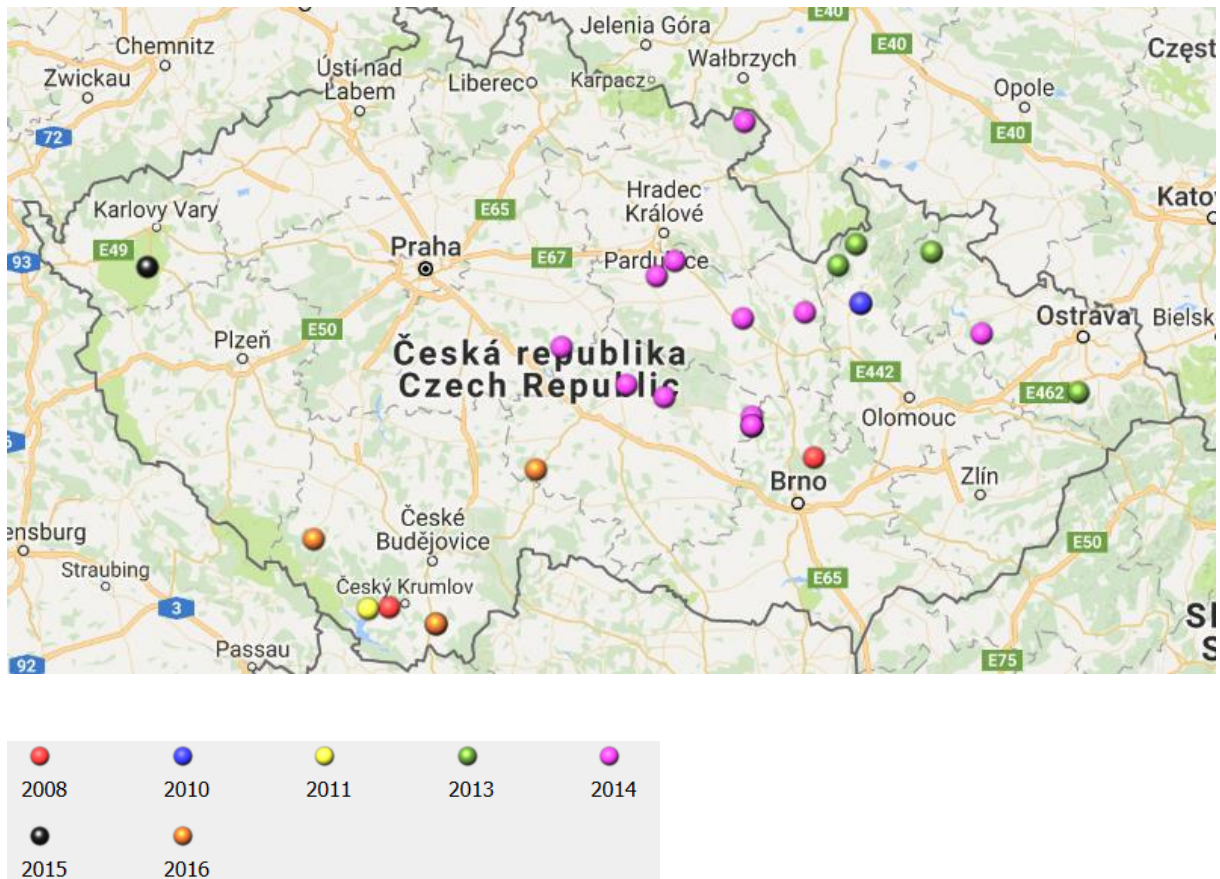 E40
Jelenia Góra
Chemnitz
E40
Częst
Wałbrzych
Ústí nad
Labem
Zwickau
Liberec
Karpacz
Opole
72
E40
Hradec
Králové
Karlovy Vary
E65
Katov
E49
Praha
93
E67
Pardubice
E50
Ostrava
Bielsk
Plzeň
Česká republika
Czech Republic
E442
E462
Olomouc
6
Brno
Zlín
České
Budějovice
ensburg
E50
Straubing
Český Krumlov
E65
3
Sl
S
Passau
E75
92
2008
2010
2011
2013
2014
2015
2016